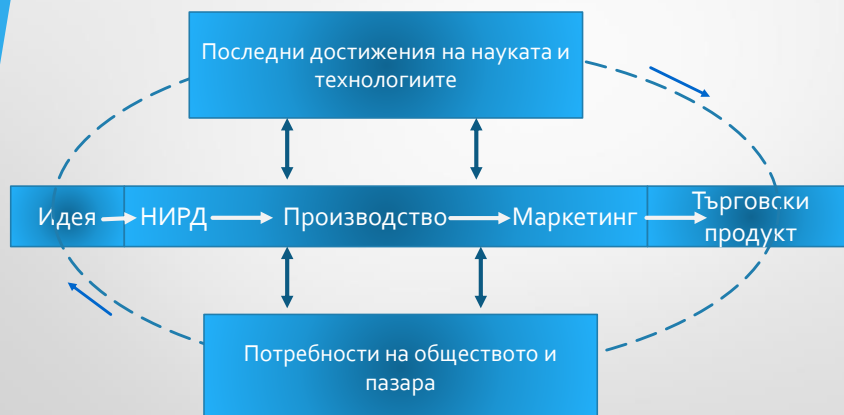 Последни достижения на науката и
технологиите
Идея НИРД Производство Маркетинг Търговски
продукт
Потребности на обществото и
пазара